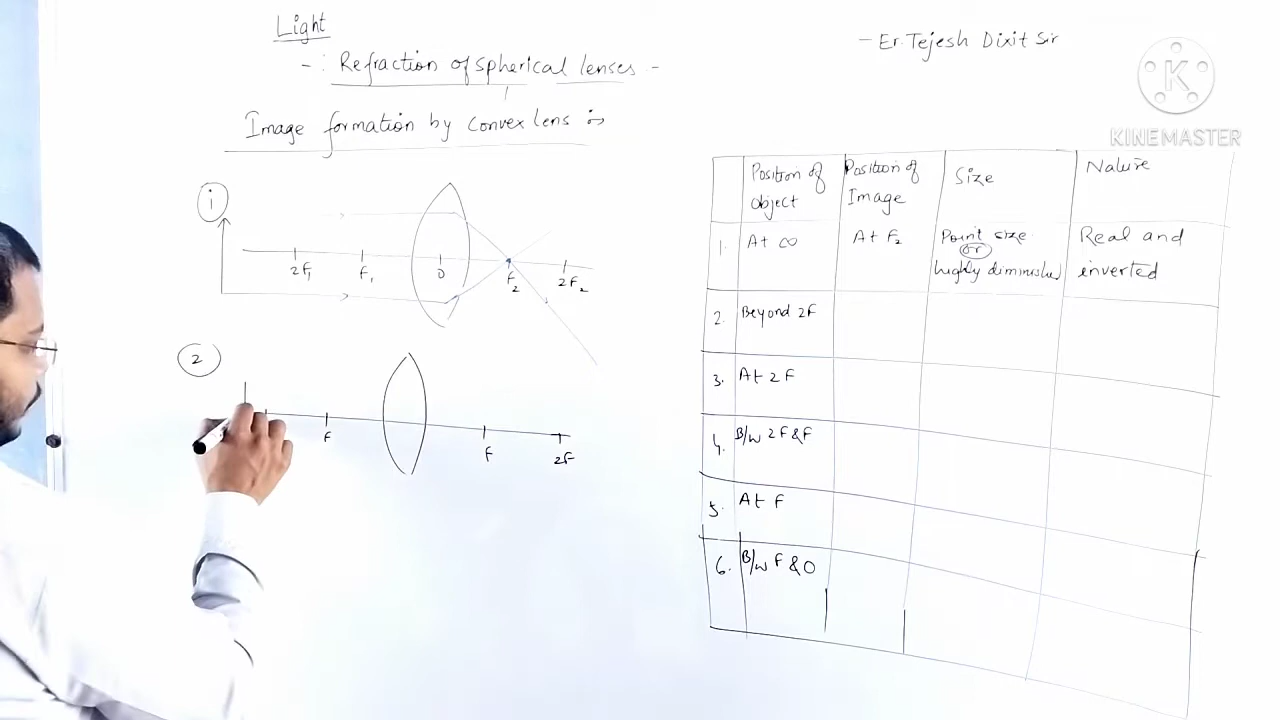 Light
- Er. Tejesh Dixit Sir
-: Refraction of spherical lenses -
Image formation by convex lens :-
K
KINEMASTER
i
2F1 F1 O F2 2F2
2
F F 2F
Position of object Position of Image Size Nature
1. At ∞ At F2 Point size or highly diminished Real and inverted
2. Beyond 2F
3. At 2F
4. B/w 2F & F
5. At F
6. B/w F & O